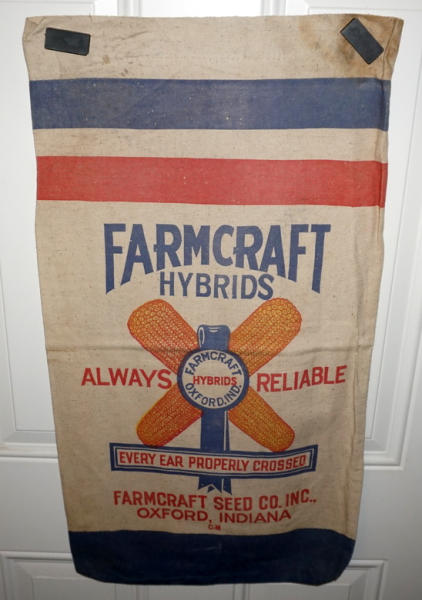 FARMCRAFT
HYBRIDS
FARMCRAFT
HYBRIDS
OXFORD.IND.
ALWAYS RELIABLE
EVERY EAR PROPERLY CROSSED
FARMCRAFT SEED CO. INC.,
OXFORD, INDIANA